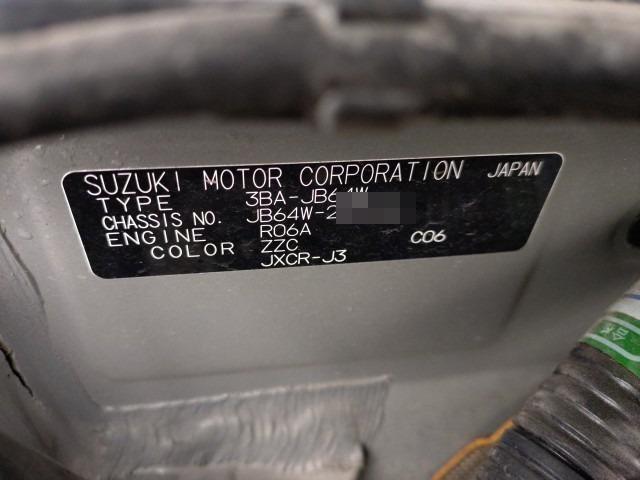 SUZUKI MOTOR CORPORATION JAPAN
TYPE 3BA-JB64W
CHASSIS NO. JB64W-2
ENGINE R06A C06
COLOR ZZC
JXCR-J3